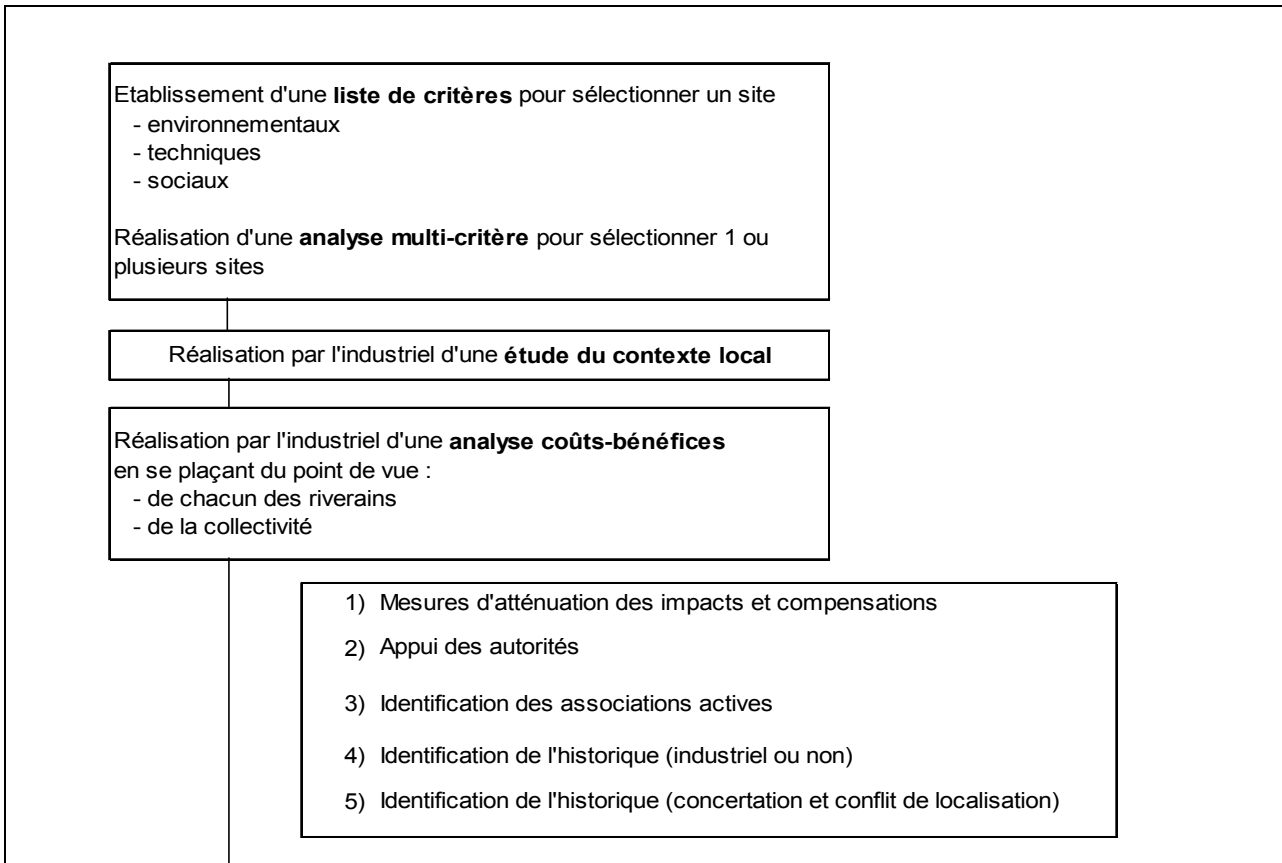 Etablissement d'une liste de critères pour sélectionner un site
- environnementaux
- techniques
- sociaux
Réalisation d'une analyse multi-critère pour sélectionner 1 ou
plusieurs sites
Réalisation par l'industriel d'une étude du contexte local
Réalisation par l'industriel d'une analyse coûts-bénéfices
en se plaçant du point de vue :
- de chacun des riverains
- de la collectivité
1) Mesures d'atténuation des impacts et compensations
2) Appui des autorités
3) Identification des associations actives
4) Identification de l'historique (industriel ou non)
5) Identification de l'historique (concertation et conflit de localisation)